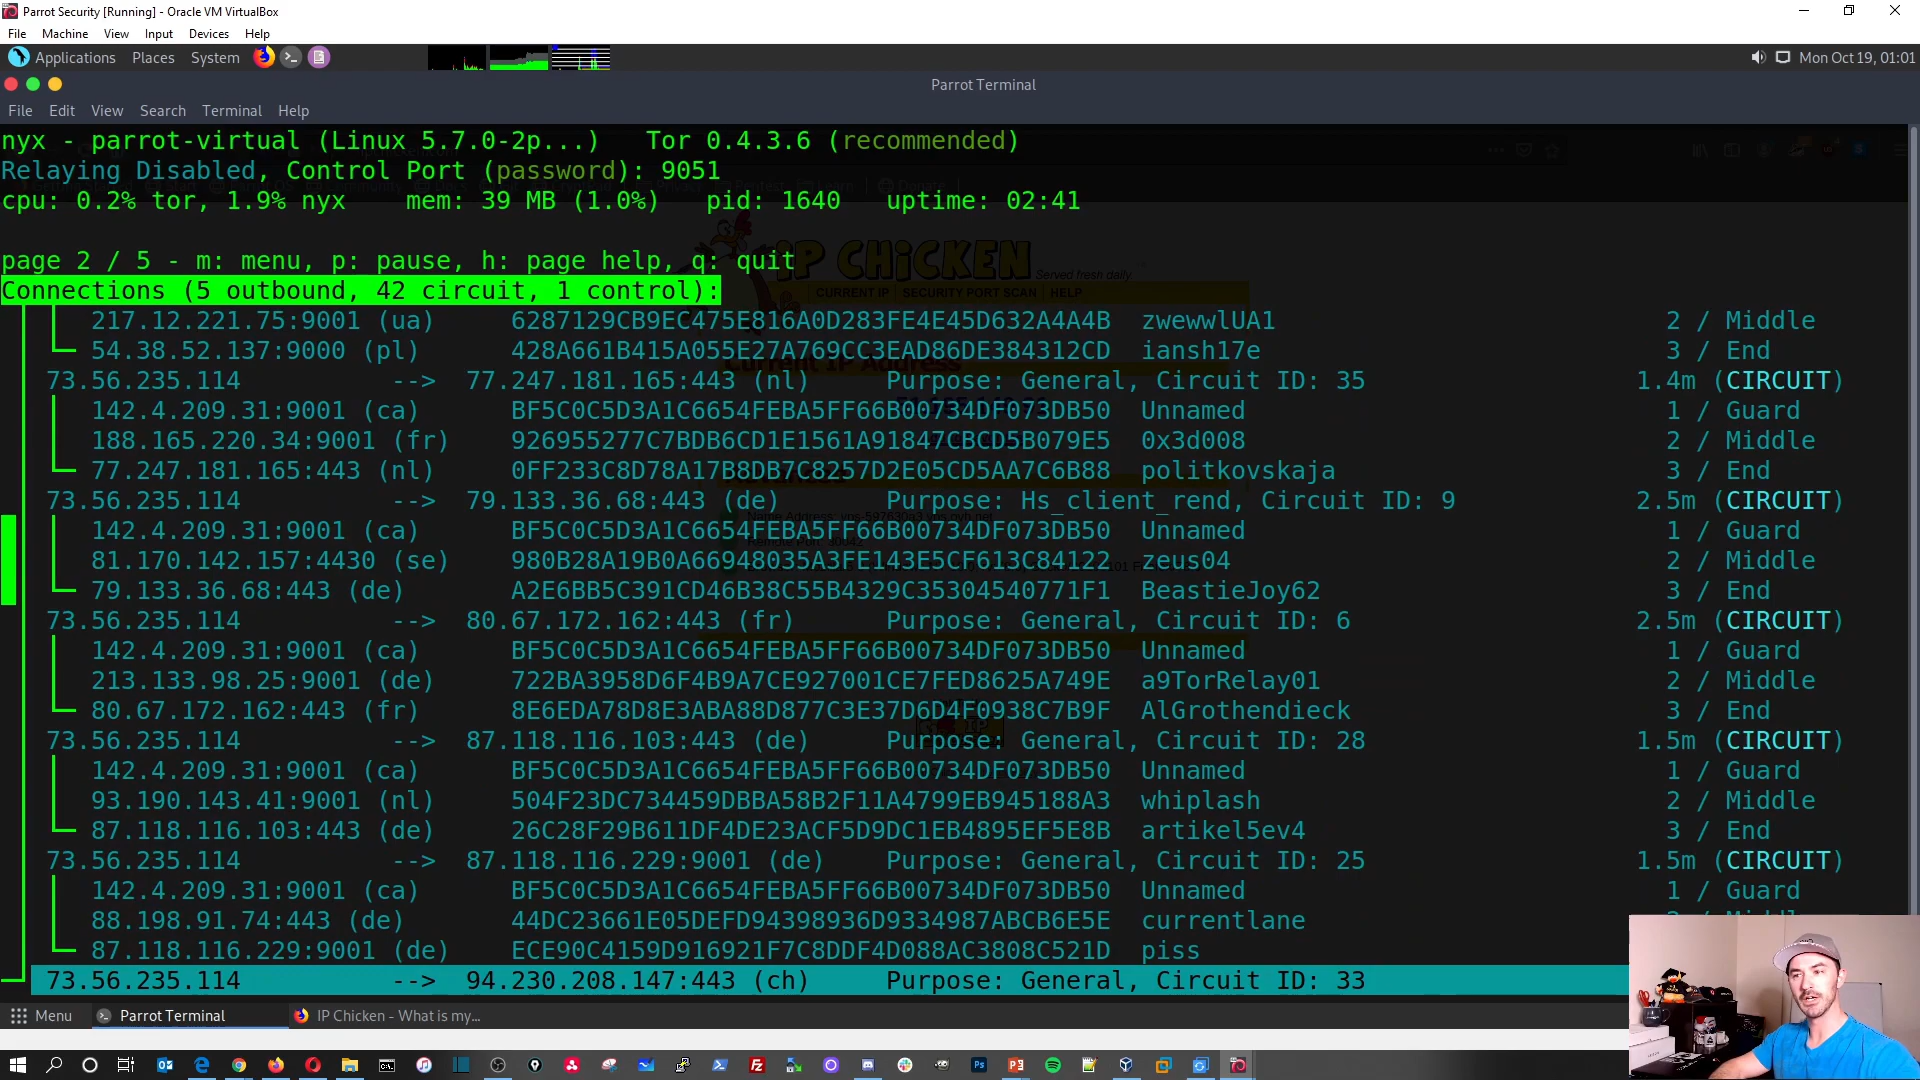 Parrot Security [Running] - Oracle VM VirtualBox
File Machine View Input Devices Help
Applications Places System Mon Oct 19, 01:01
Parrot Terminal
File Edit View Search Terminal Help
nyx - parrot-virtual (Linux 5.7.0-2p...) Tor 0.4.3.6 (recommended)
Relaying Disabled, Control Port (password): 9051
cpu: 0.2% tor, 1.9% nyx mem: 39 MB (1.0%) pid: 1640 uptime: 02:41
IP CHICKEN Served fresh daily.
page 2 / 5 - m: menu, p: pause, h: page help, q: quit
CURRENT IP | SECURITY PORT SCAN | HELP
Connections (5 outbound, 42 circuit, 1 control):
217.12.221.75:9001 (ua) 6287129CB9EC475E816A0D283FE4E45D632A4A4B zwewwlUA1 2 / Middle
54.38.52.137:9000 (pl) 428A661B415A055E27A769CC3EAD86DE384312CD iansh17e 3 / End
Current IP Address
73.56.235.114 --> 77.247.181.165:443 (nl) Purpose: General, Circuit ID: 35 1.4m (CIRCUIT)
142.4.209.31:9001 (ca) BF5C0C5D3A1C6654FEBA5FF66B00734DF073DB50 Unnamed 1 / Guard
188.165.220.34:9001 (fr) 926955277C7BDB6CD1E1561A91847CBCD5B079E5 0x3d008 2 / Middle
77.247.181.165:443 (nl) 0FF233C8D78A17B8DB7C8257D2E05CD5AA7C6B88 politkovskaja 3 / End
73.56.235.114 --> 79.133.36.68:443 (de) Purpose: Hs_client_rend, Circuit ID: 9 2.5m (CIRCUIT)
142.4.209.31:9001 (ca) BF5C0C5D3A1C6654FEBA5FF66B00734DF073DB50 Unnamed 1 / Guard
81.170.142.157:4430 (se) 980B28A19B0A66548035A3FE143E5CF613C84122 zeus04 2 / Middle
79.133.36.68:443 (de) A2E6BB5C391CD46B38C55B4329C35304540771F1 BeastieJoy62 3 / End
73.56.235.114 --> 80.67.172.162:443 (fr) Purpose: General, Circuit ID: 6 2.5m (CIRCUIT)
142.4.209.31:9001 (ca) BF5C0C5D3A1C6654FEBA5FF66B00734DF073DB50 Unnamed 1 / Guard
213.133.98.25:9001 (de) 722BA3958D6F4B9A7CE927001CE7FED8625A749E a9TorRelay01 2 / Middle
80.67.172.162:443 (fr) 8E6EDA78D8E3ABA88D877C3E37D6D4F0938C7B9F AlGrothendieck 3 / End
73.56.235.114 --> 87.118.116.103:443 (de) Purpose: General, Circuit ID: 28 1.5m (CIRCUIT)
142.4.209.31:9001 (ca) BF5C0C5D3A1C6654FEBA5FF66B00734DF073DB50 Unnamed 1 / Guard
93.190.143.41:9001 (nl) 504F23DC734459DBBA58B2F11A4799EB945188A3 whiplash 2 / Middle
87.118.116.103:443 (de) 26C28F29B611DF4DE23ACF5D9DC1EB4895EF5E8B artikel5ev4 3 / End
73.56.235.114 --> 87.118.116.229:9001 (de) Purpose: General, Circuit ID: 25 1.5m (CIRCUIT)
142.4.209.31:9001 (ca) BF5C0C5D3A1C6654FEBA5FF66B00734DF073DB50 Unnamed 1 / Guard
88.198.91.74:443 (de) 44DC23661E05DEFD94398936D9334987ABCB6E5E currentlane
87.118.116.229:9001 (de) ECE90C4159D916921F7C8DDF4D088AC3808C521D piss
73.56.235.114 --> 94.230.208.147:443 (ch) Purpose: General, Circuit ID: 33
Menu Parrot Terminal IP Chicken - What is my...